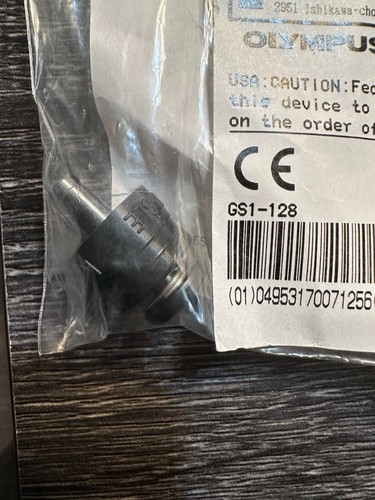 2951 Ishikawa-cho
OLYMPUS
USA:CAUTION:Fed
this device to
on the order of
CE
GS1-128
(01)04953170071256